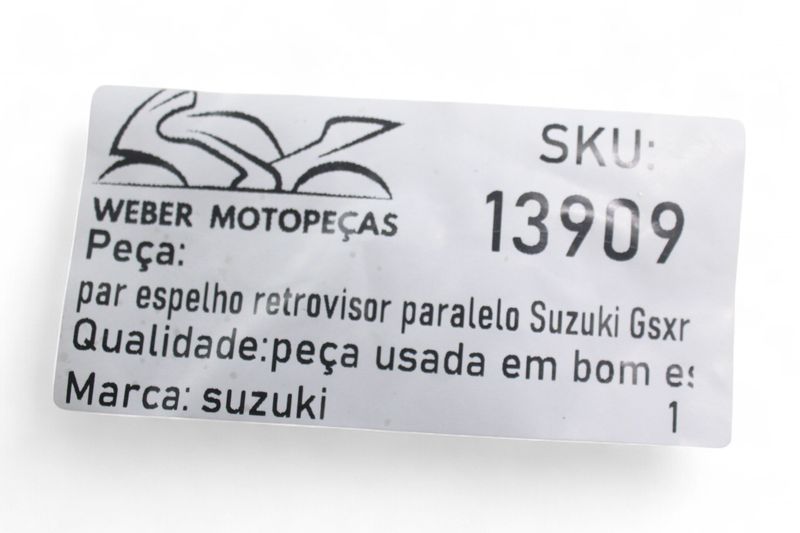 WEBER MOTOPEÇAS
SKU:
13909
Peça:
par espelho retrovisor paralelo Suzuki Gsxr
Qualidade:peça usada em bom es
Marca: suzuki
1